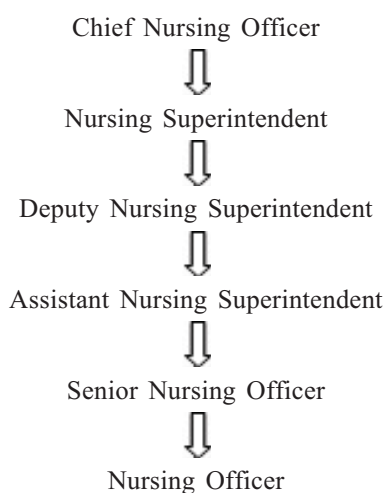 Chief Nursing Officer
Nursing Superintendent
Deputy Nursing Superintendent
Assistant Nursing Superintendent
Senior Nursing Officer
Nursing Officer